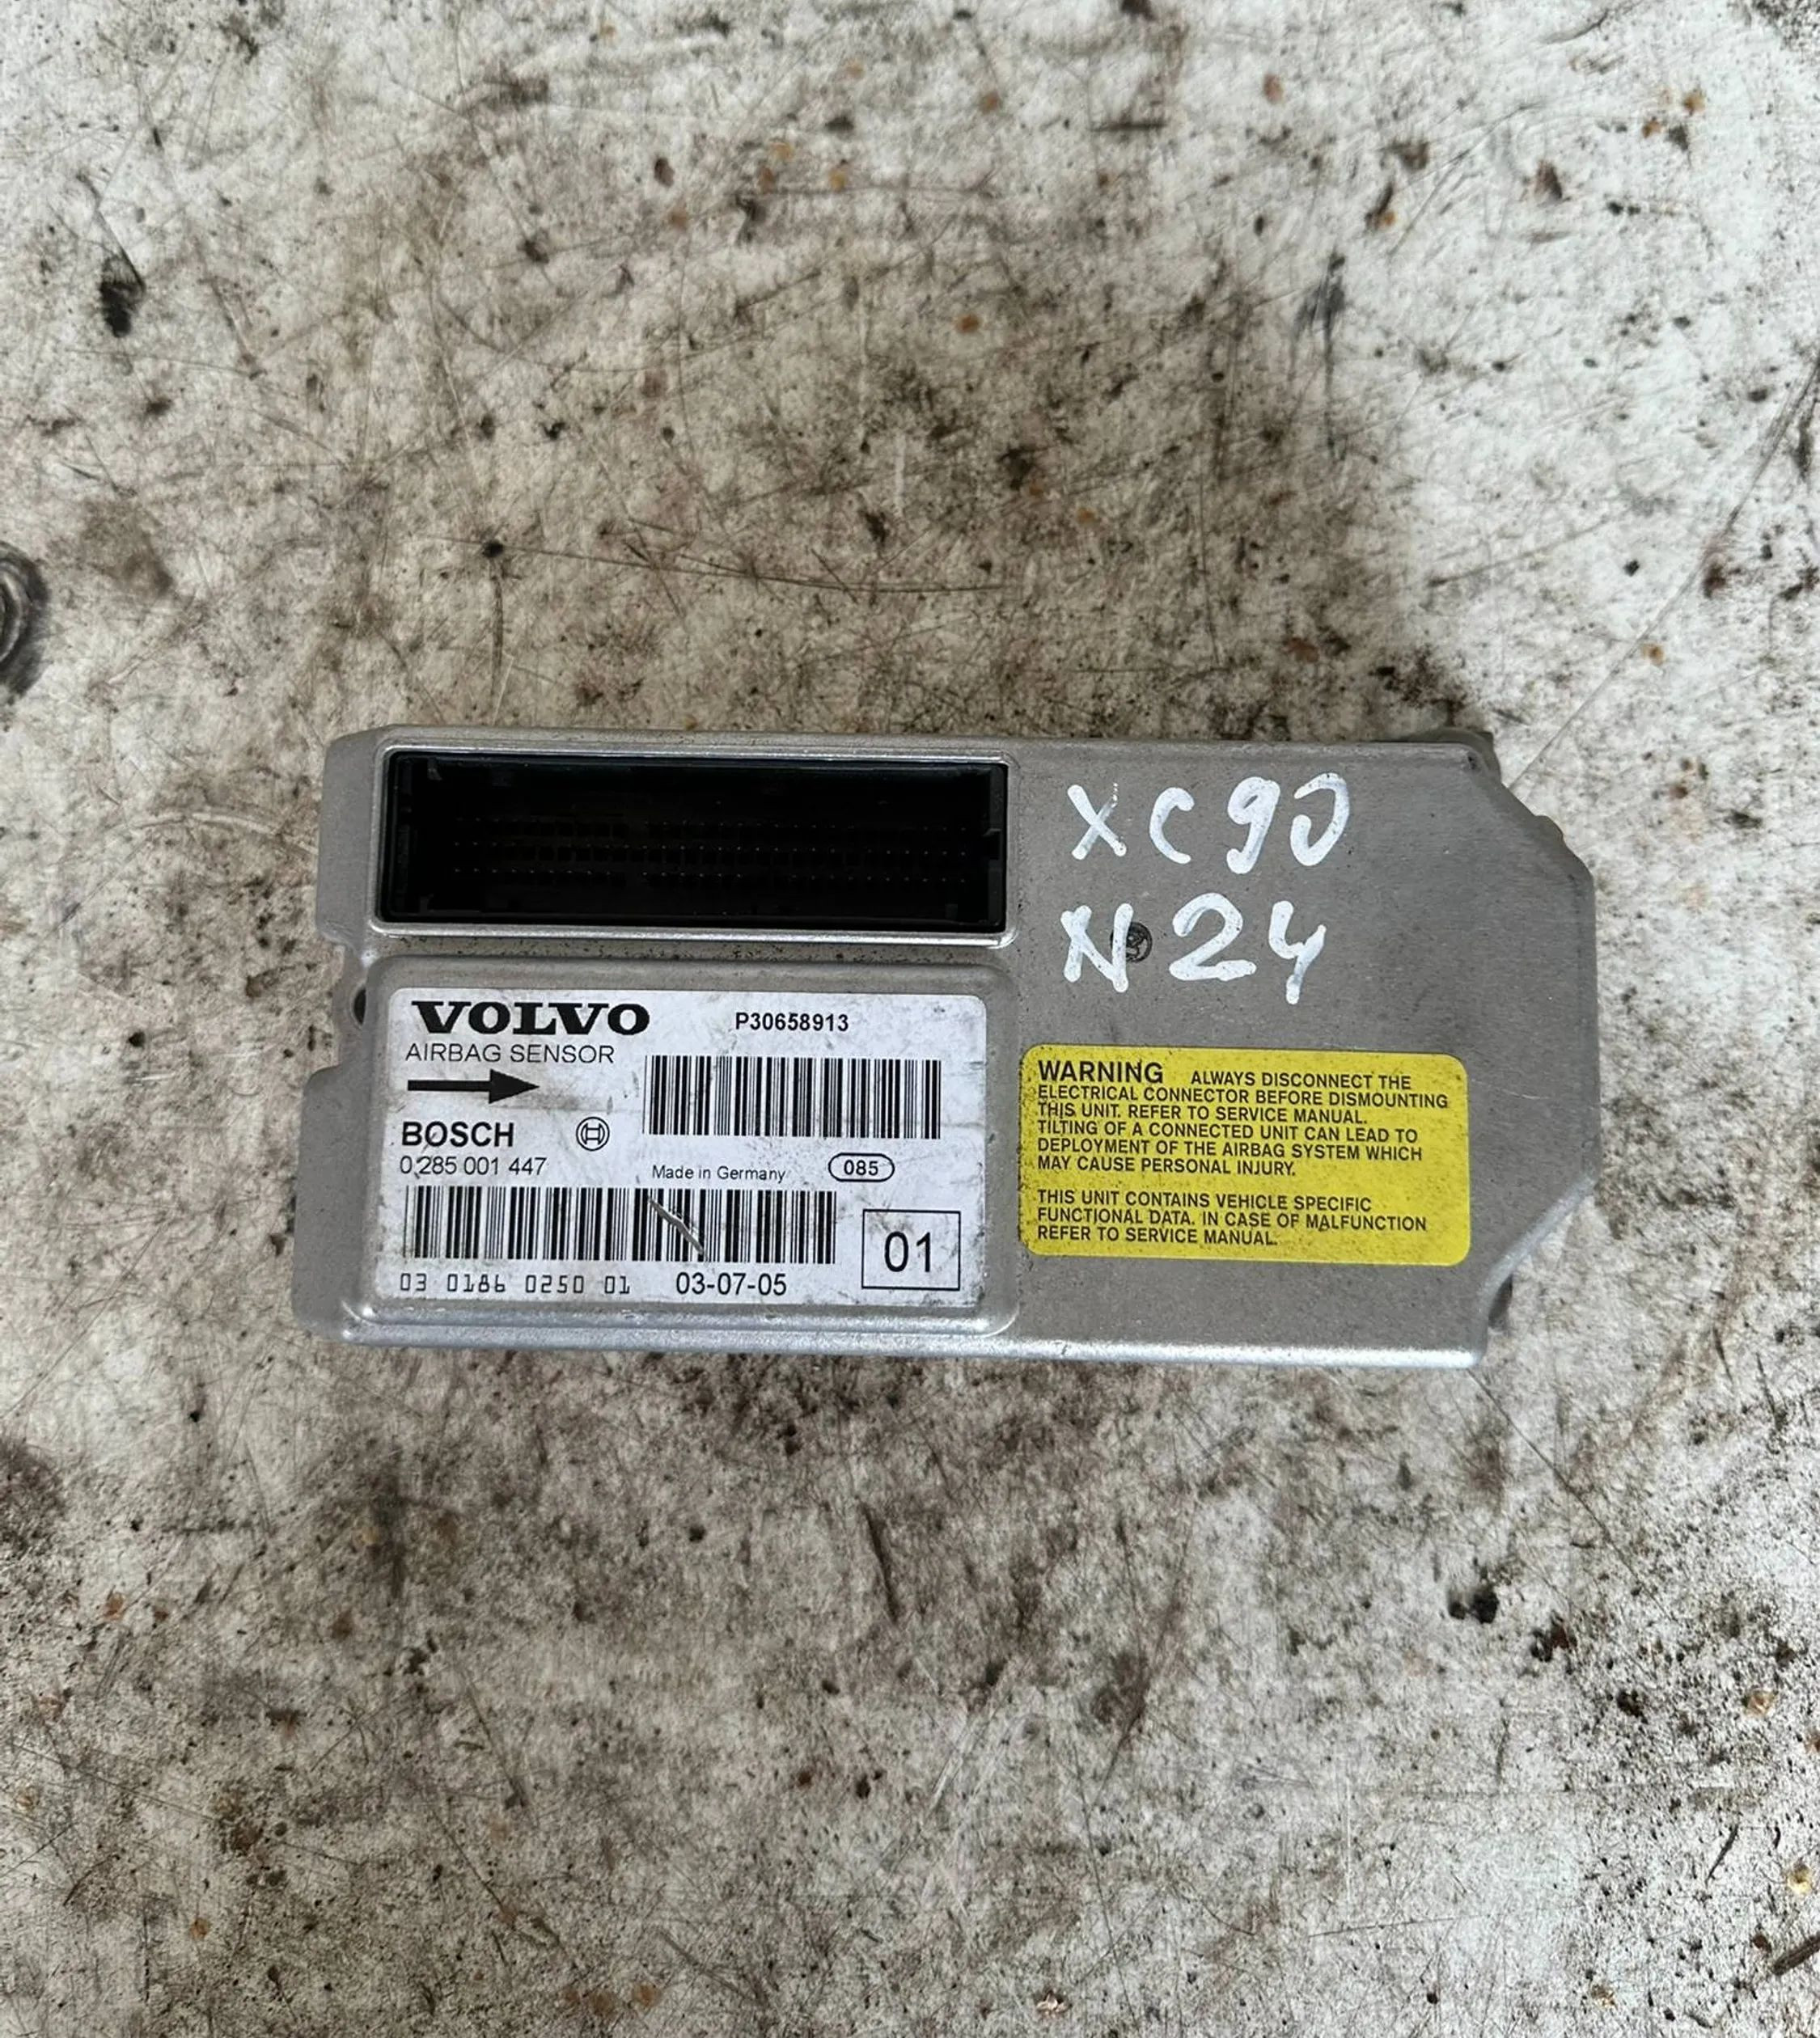 XC90
N24
VOLVO
P30658913
AIRBAG SENSOR
BOSCH
0 285 001 447
Made in Germany
085
03 0186 0250 01
03-07-05
01
WARNING ALWAYS DISCONNECT THE
ELECTRICAL CONNECTOR BEFORE DISMOUNTING
THIS UNIT. REFER TO SERVICE MANUAL.
TILTING OF A CONNECTED UNIT CAN LEAD TO
DEPLOYMENT OF THE AIRBAG SYSTEM WHICH
MAY CAUSE PERSONAL INJURY.
THIS UNIT CONTAINS VEHICLE SPECIFIC
FUNCTIONAL DATA. IN CASE OF MALFUNCTION
REFER TO SERVICE MANUAL.